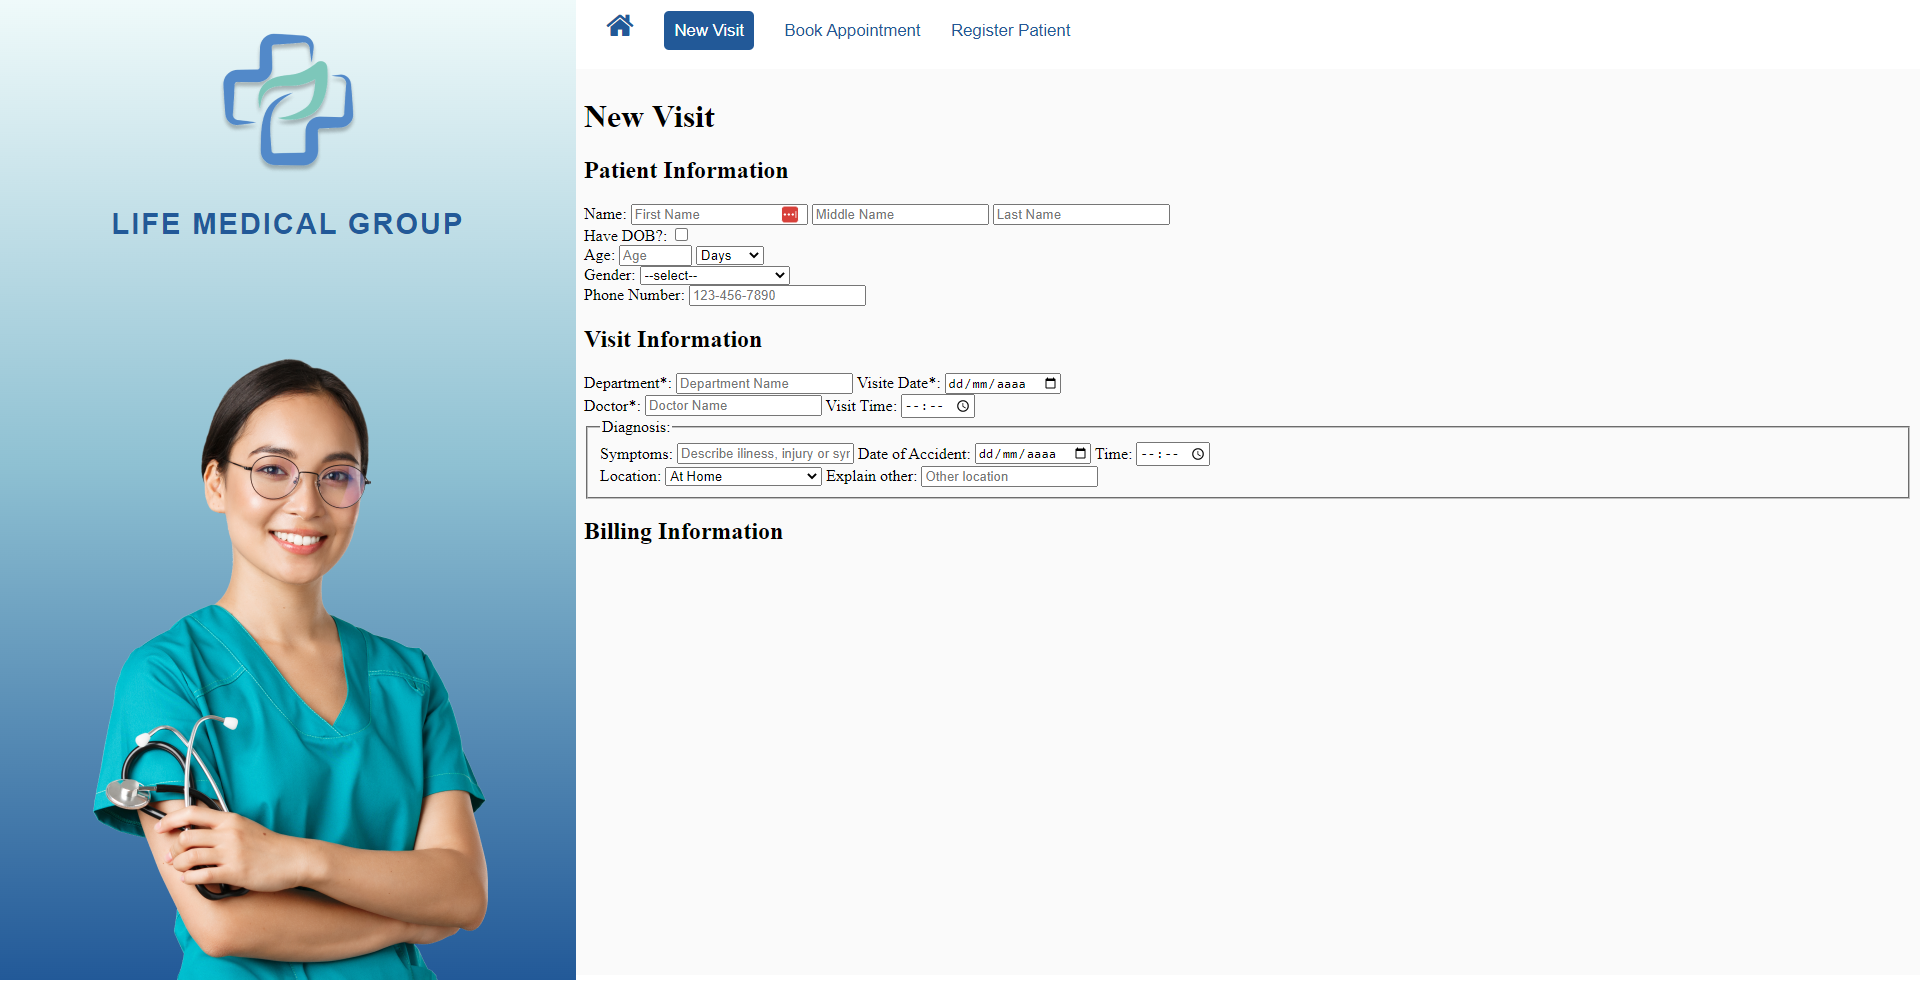 LIFE MEDICAL GROUP
New Visit Book Appointment Register Patient
New Visit
Patient Information
Name: First Name Middle Name Last Name
Have DOB?:
Age: Age Days
Gender: --select--
Phone Number: 123-456-7890
Visit Information
Department*: Department Name Visite Date*: dd/mm/aaaa
Doctor*: Doctor Name Visit Time: --:--
Diagnosis:
Symptoms: Describe iliness, injury or syr Date of Accident: dd/mm/aaaa Time: --:--
Location: At Home Explain other: Other location
Billing Information